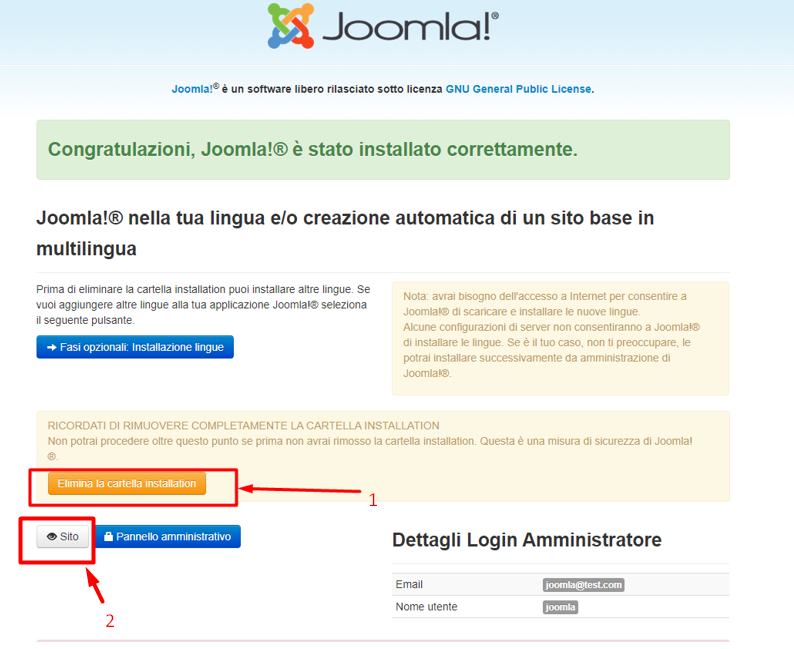 Joomla!®
Joomla!® è un software libero rilasciato sotto licenza GNU General Public License.
Congratulazioni, Joomla!® è stato installato correttamente.
Joomla!® nella tua lingua e/o creazione automatica di un sito base in
multilingua
Prima di eliminare la cartella installation puoi installare altre lingue. Se
vuoi aggiungere altre lingue alla tua applicazione Joomla!® seleziona
il seguente pulsante.
Fasi opzionali: Installazione lingue
Nota: avrai bisogno dell'accesso a Internet per consentire a
Joomla!® di scaricare e installare le nuove lingue.
Alcune configurazioni di server non consentiranno a Joomla!®
di installare le lingue. Se è il tuo caso, non ti preoccupare, le
potrai installare successivamente da amministrazione di
Joomla!®.
RICORDATI DI RIMUOVERE COMPLETAMENTE LA CARTELLA INSTALLATION
Non potrai procedere oltre questo punto se prima non avrai rimosso la cartella installation. Questa è una misura di sicurezza di Joomla!
®.
Elimina la cartella installation
1
Sito
Pannello amministrativo
2
Dettagli Login Amministratore
Email joomla@test.com
Nome utente joomla